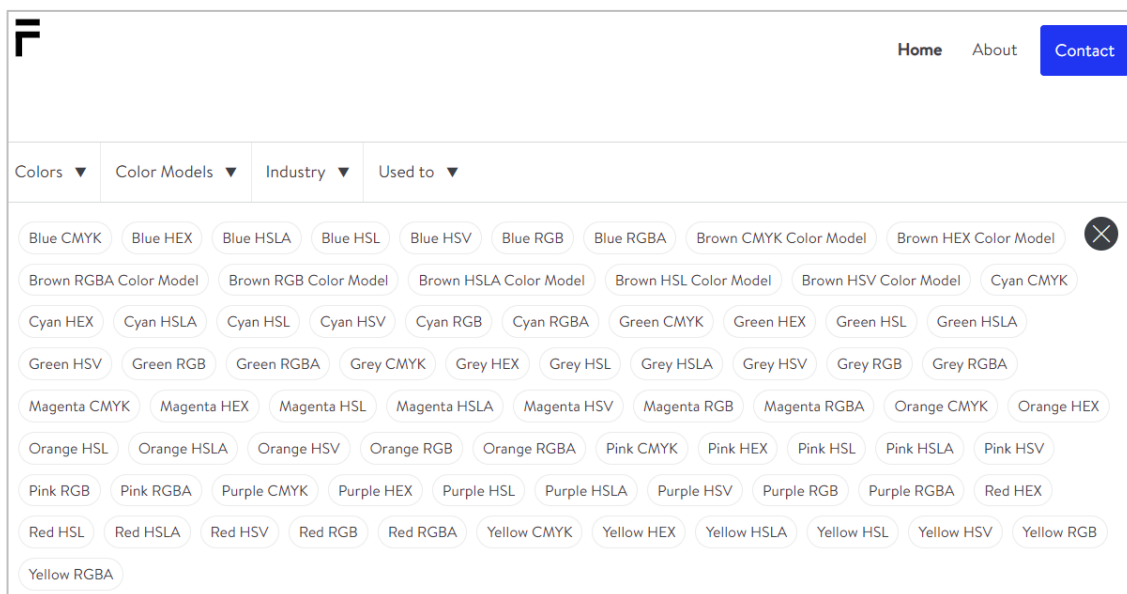 Home About Contact
Colors ▼ Color Models ▼ Industry ▼ Used to ▼
Blue CMYK Blue HEX Blue HSLA Blue HSL Blue HSV Blue RGB Blue RGBA Brown CMYK Color Model Brown HEX Color Model
Brown RGBA Color Model Brown RGB Color Model Brown HSLA Color Model Brown HSL Color Model Brown HSV Color Model Cyan CMYK
Cyan HEX Cyan HSLA Cyan HSL Cyan HSV Cyan RGB Cyan RGBA Green CMYK Green HEX Green HSL Green HSLA
Green HSV Green RGB Green RGBA Grey CMYK Grey HEX Grey HSL Grey HSLA Grey HSV Grey RGB Grey RGBA
Magenta CMYK Magenta HEX Magenta HSL Magenta HSLA Magenta HSV Magenta RGB Magenta RGBA Orange CMYK Orange HEX
Orange HSL Orange HSLA Orange HSV Orange RGB Orange RGBA Pink CMYK Pink HEX Pink HSL Pink HSLA Pink HSV
Pink RGB Pink RGBA Purple CMYK Purple HEX Purple HSL Purple HSLA Purple HSV Purple RGB Purple RGBA Red HEX
Red HSL Red HSLA Red HSV Red RGB Red RGBA Yellow CMYK Yellow HEX Yellow HSLA Yellow HSL Yellow HSV Yellow RGB
Yellow RGBA